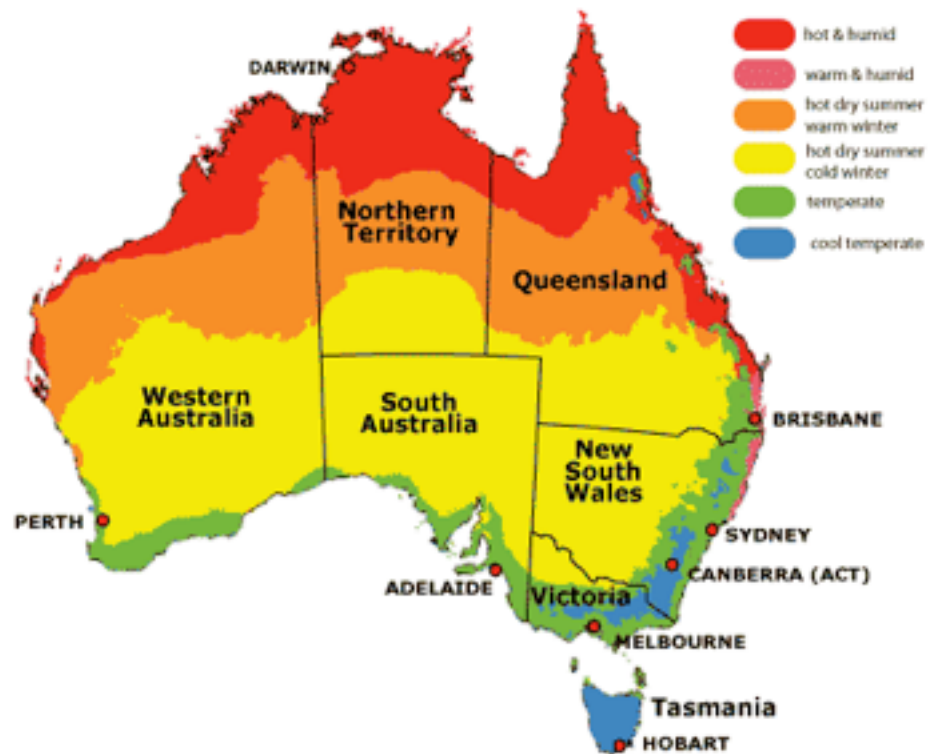 hot & humid
warm & humid
hot dry summer
warm winter
hot dry summer
cold winter
temperate
cool temperate
DARWIN
Northern
Territory
Queensland
Western
Australia
South
Australia
New
South
Wales
BRISBANE
PERTH
SYDNEY
ADELAIDE
CANBERRA (ACT)
Victoria
MELBOURNE
Tasmania
HOBART